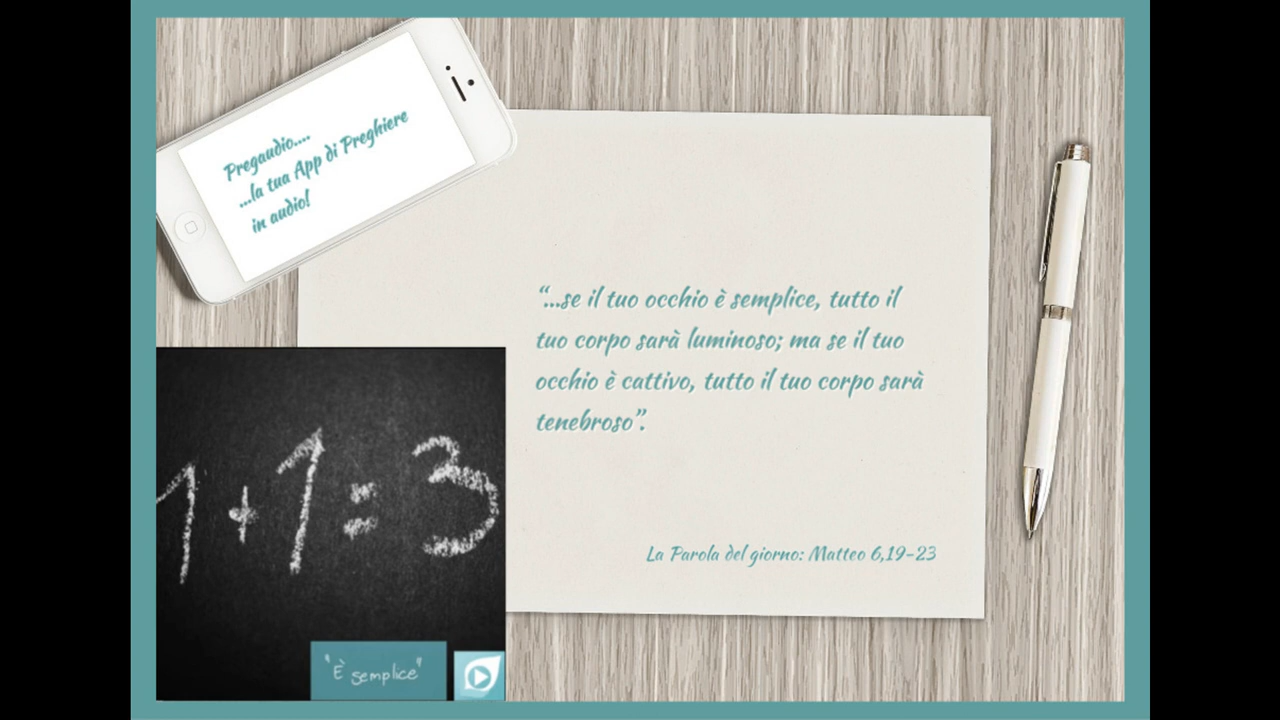 Pregaudio....
...la tua App di Preghiere
in audio!
“...se il tuo occhio è semplice, tutto il
tuo corpo sarà luminoso; ma se il tuo
occhio è cattivo, tutto il tuo corpo sarà
tenebroso”.
La Parola del giorno: Matteo 6,19-23
1+1=3
"È semplice"